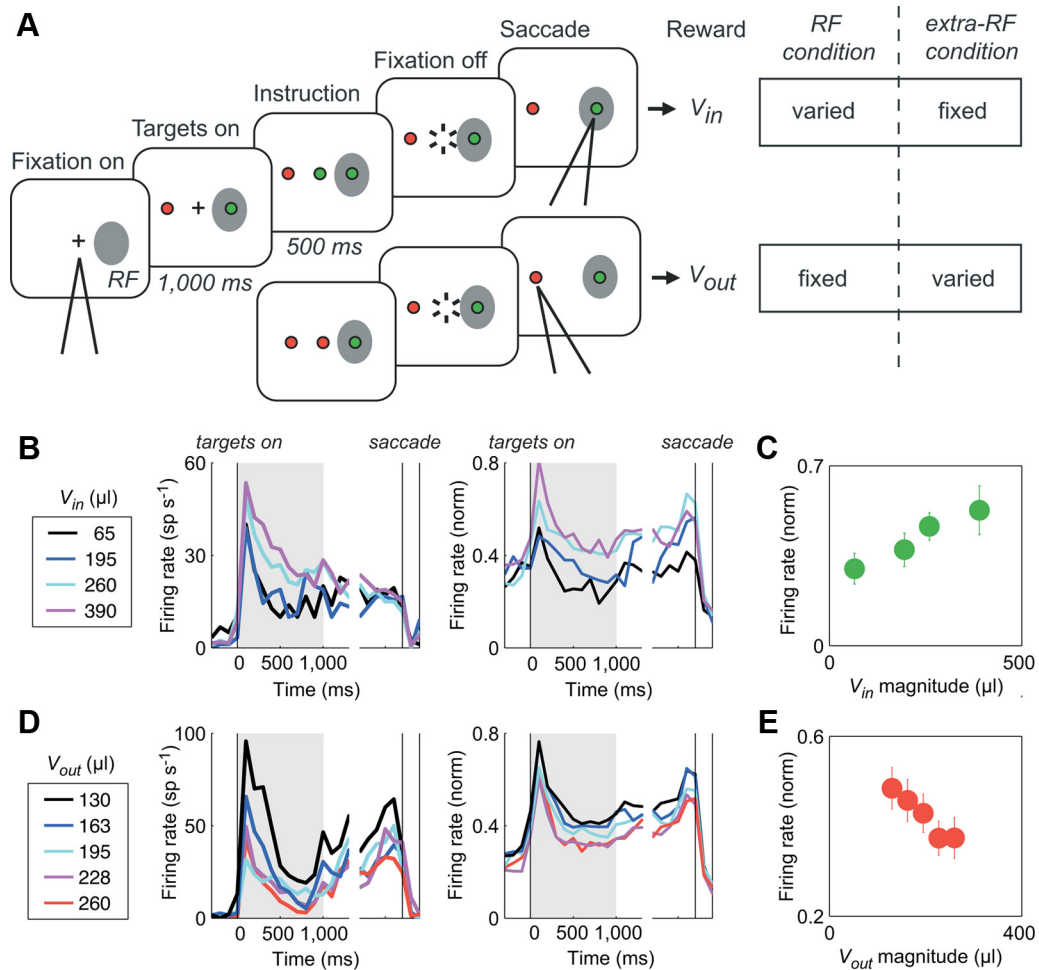 A
Saccade
Reward
RF
condition
extra-RF
condition
Fixation off
Instruction
Targets on
Fixation on
V_in
varied
fixed
+
+
RF
1,000 ms
500 ms
V_out
fixed
varied
B
targets on
saccade
targets on
saccade
C
V_in (µl)
65
195
260
390
60
30
0
Firing rate (sp s⁻¹)
0
500
1,000
Time (ms)
0.8
0.4
0
Firing rate (norm)
0
500
1,000
Time (ms)
0.7
0
Firing rate (norm)
0
500
V_in magnitude (µl)
D
V_out (µl)
130
163
195
228
260
100
50
0
Firing rate (sp s⁻¹)
0
500
1,000
Time (ms)
0.8
0.4
0
Firing rate (norm)
0
500
1,000
Time (ms)
E
0.6
0.2
Firing rate (norm)
0
400
V_out magnitude (µl)